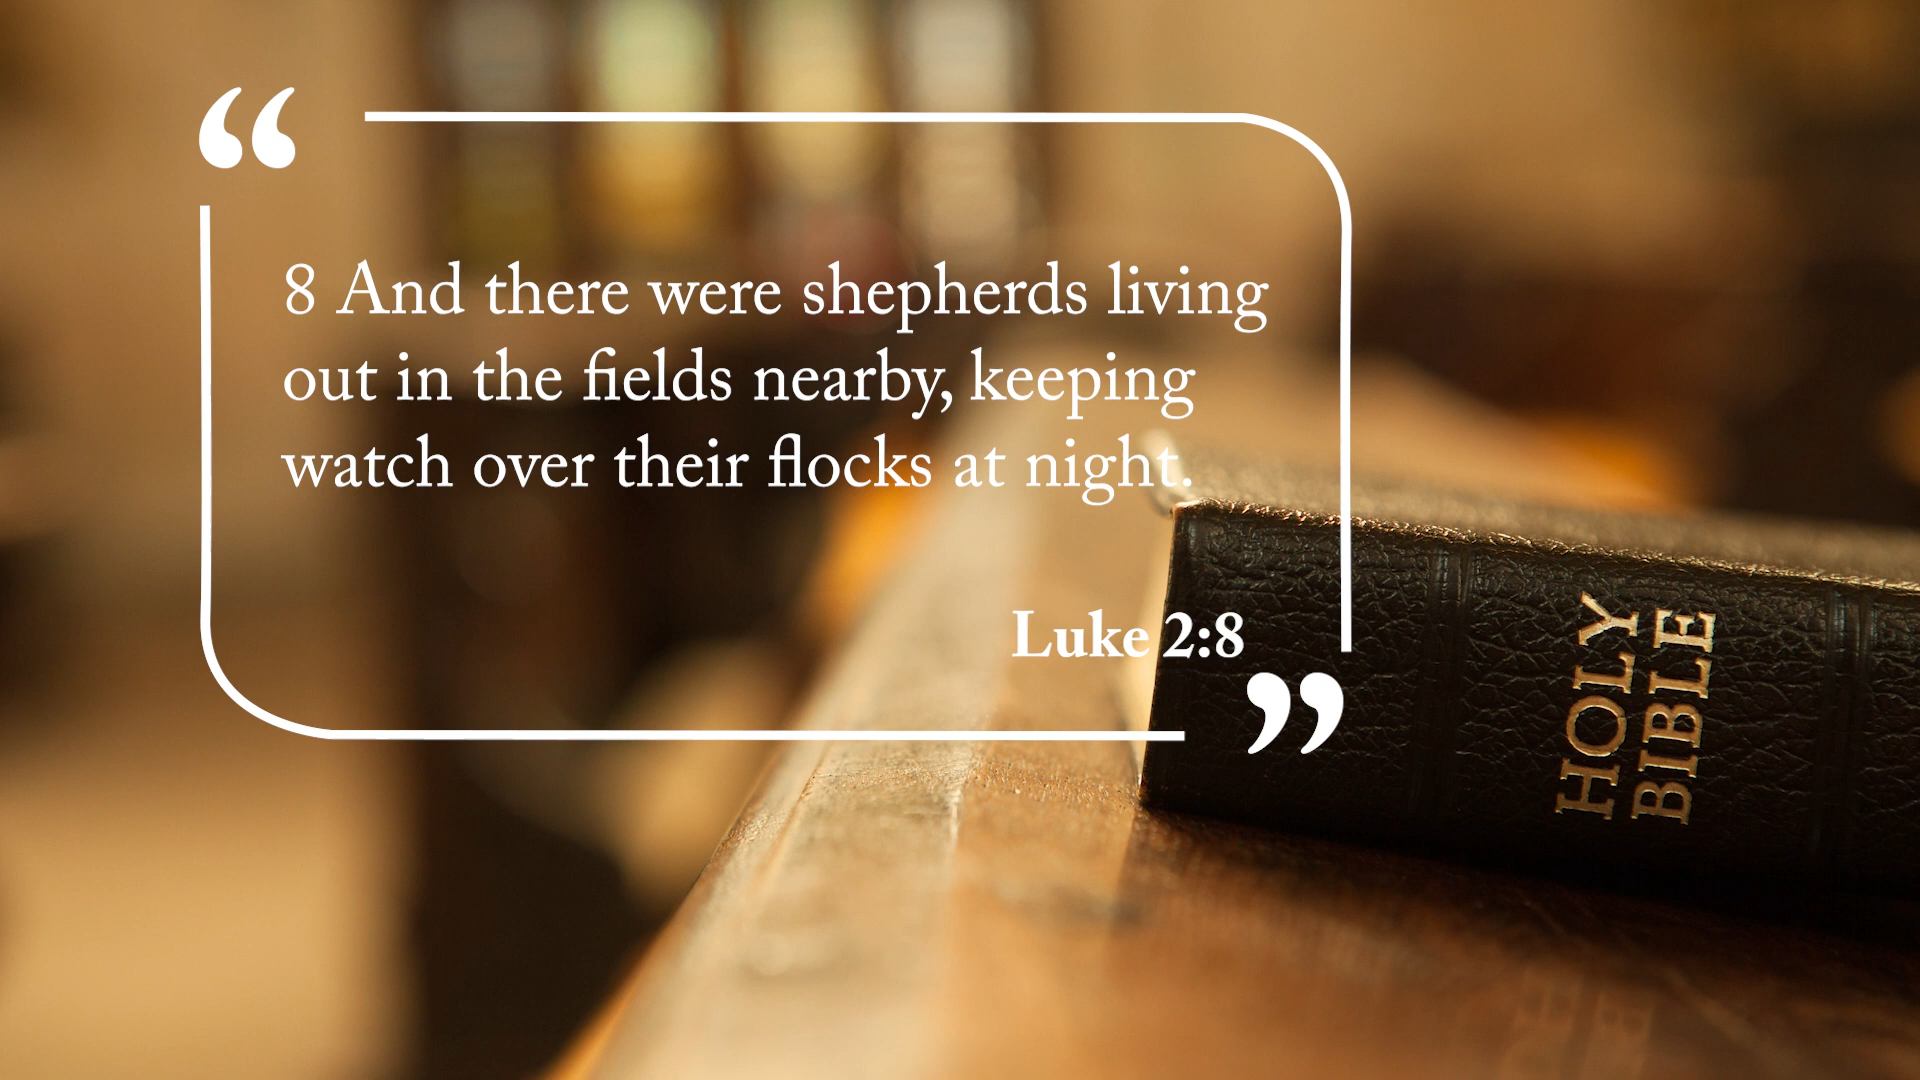 “
8 And there were shepherds living
out in the fields nearby, keeping
watch over their flocks at night.
Luke 2:8
”
HOLY
BIBLE